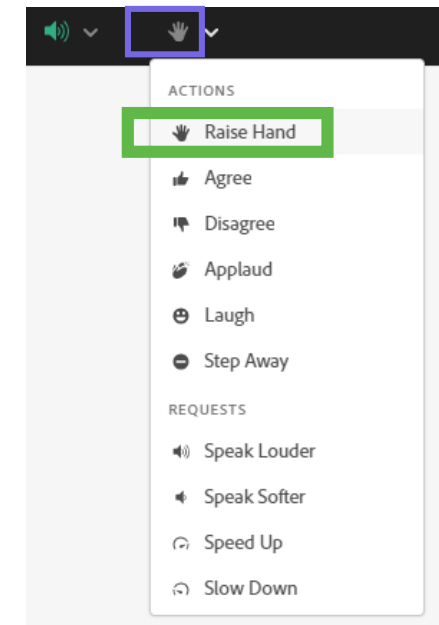 ACTIONS
Raise Hand
Agree
Disagree
Applaud
Laugh
Step Away
REQUESTS
Speak Louder
Speak Softer
Speed Up
Slow Down